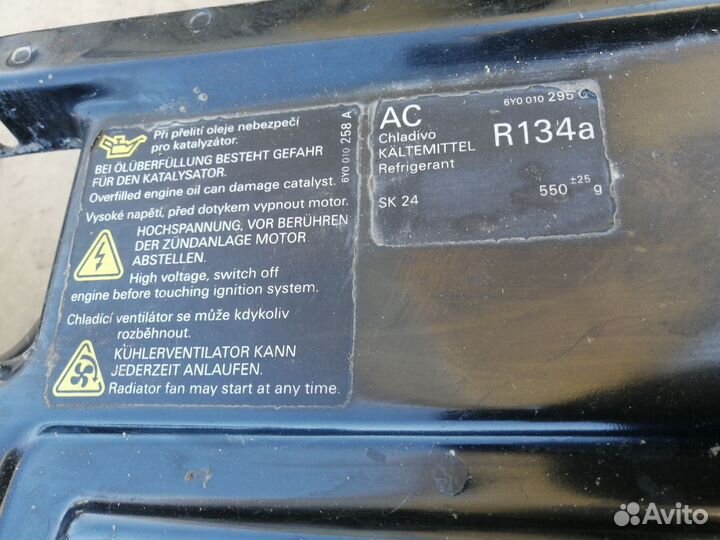 Při přelití oleje nebezpečí
pro katalyzátor.
BEI ÖLÜBERFÜLLUNG BESTEHT GEFAHR
FÜR DEN KATALYSATOR.
Overfilled engine oil can damage catalyst.
Vysoké napětí, před dotykem vypnout motor.
HOCHSPANNUNG, VOR BERÜHREN
DER ZÜNDANLAGE MOTOR
ABSTELLEN.
High voltage, switch off
engine before touching ignition system.
Chladící ventilátor se může kdykoliv
rozběhnout.
KÜHLERVENTILATOR KANN
JEDERZEIT ANLAUFEN.
Radiator fan may start at any time.
6Y0 010 258 A
6Y0 010 295
AC
Chladivo
KÄLTEMITTEL
Refrigerant
R134a
SK 24
550 ±25 g
Avito